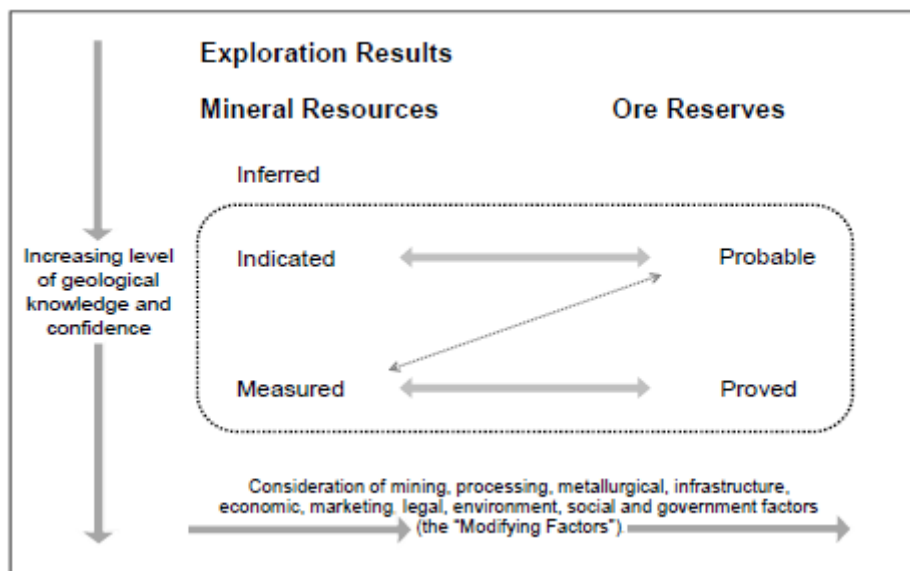 Exploration Results
Mineral Resources
Ore Reserves
Inferred
Increasing level
of geological
knowledge and
confidence
Indicated
Probable
Measured
Proved
Consideration of mining, processing, metallurgical, infrastructure,
economic, marketing, legal, environment, social and government factors
(the "Modifying Factors")